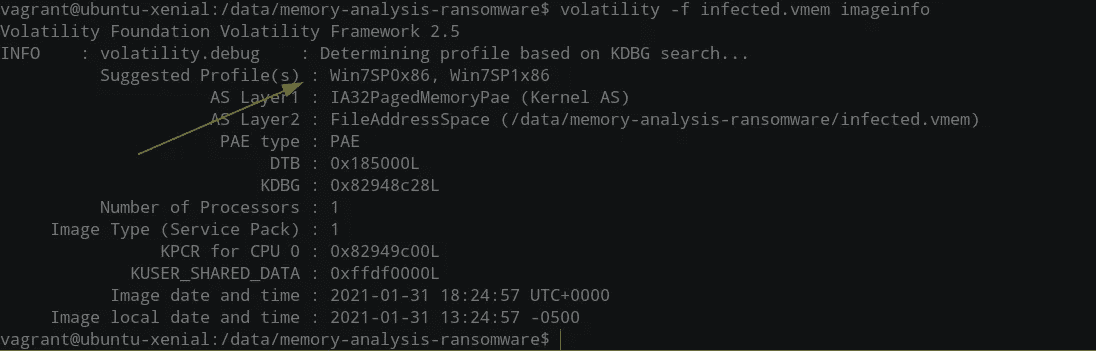 vagrant@ubuntu-xenial:/data/memory-analysis-ransomware$ volatility -f infected.vmem imageinfo
Volatility Foundation Volatility Framework 2.5
INFO    : volatility.debug    : Determining profile based on KDBG search...
          Suggested Profile(s) : Win7SP0x86, Win7SP1x86
                     AS Layer1 : IA32PagedMemoryPae (Kernel AS)
                     AS Layer2 : FileAddressSpace (/data/memory-analysis-ransomware/infected.vmem)
                      PAE type : PAE
                           DTB : 0x185000L
                          KDBG : 0x82948c28L
          Number of Processors : 1
     Image Type (Service Pack) : 1
                KPCR for CPU 0 : 0x82949c00L
             KUSER_SHARED_DATA : 0xffdf0000L
           Image date and time : 2021-01-31 18:24:57 UTC+0000
     Image local date and time : 2021-01-31 13:24:57 -0500
vagrant@ubuntu-xenial:/data/memory-analysis-ransomware$